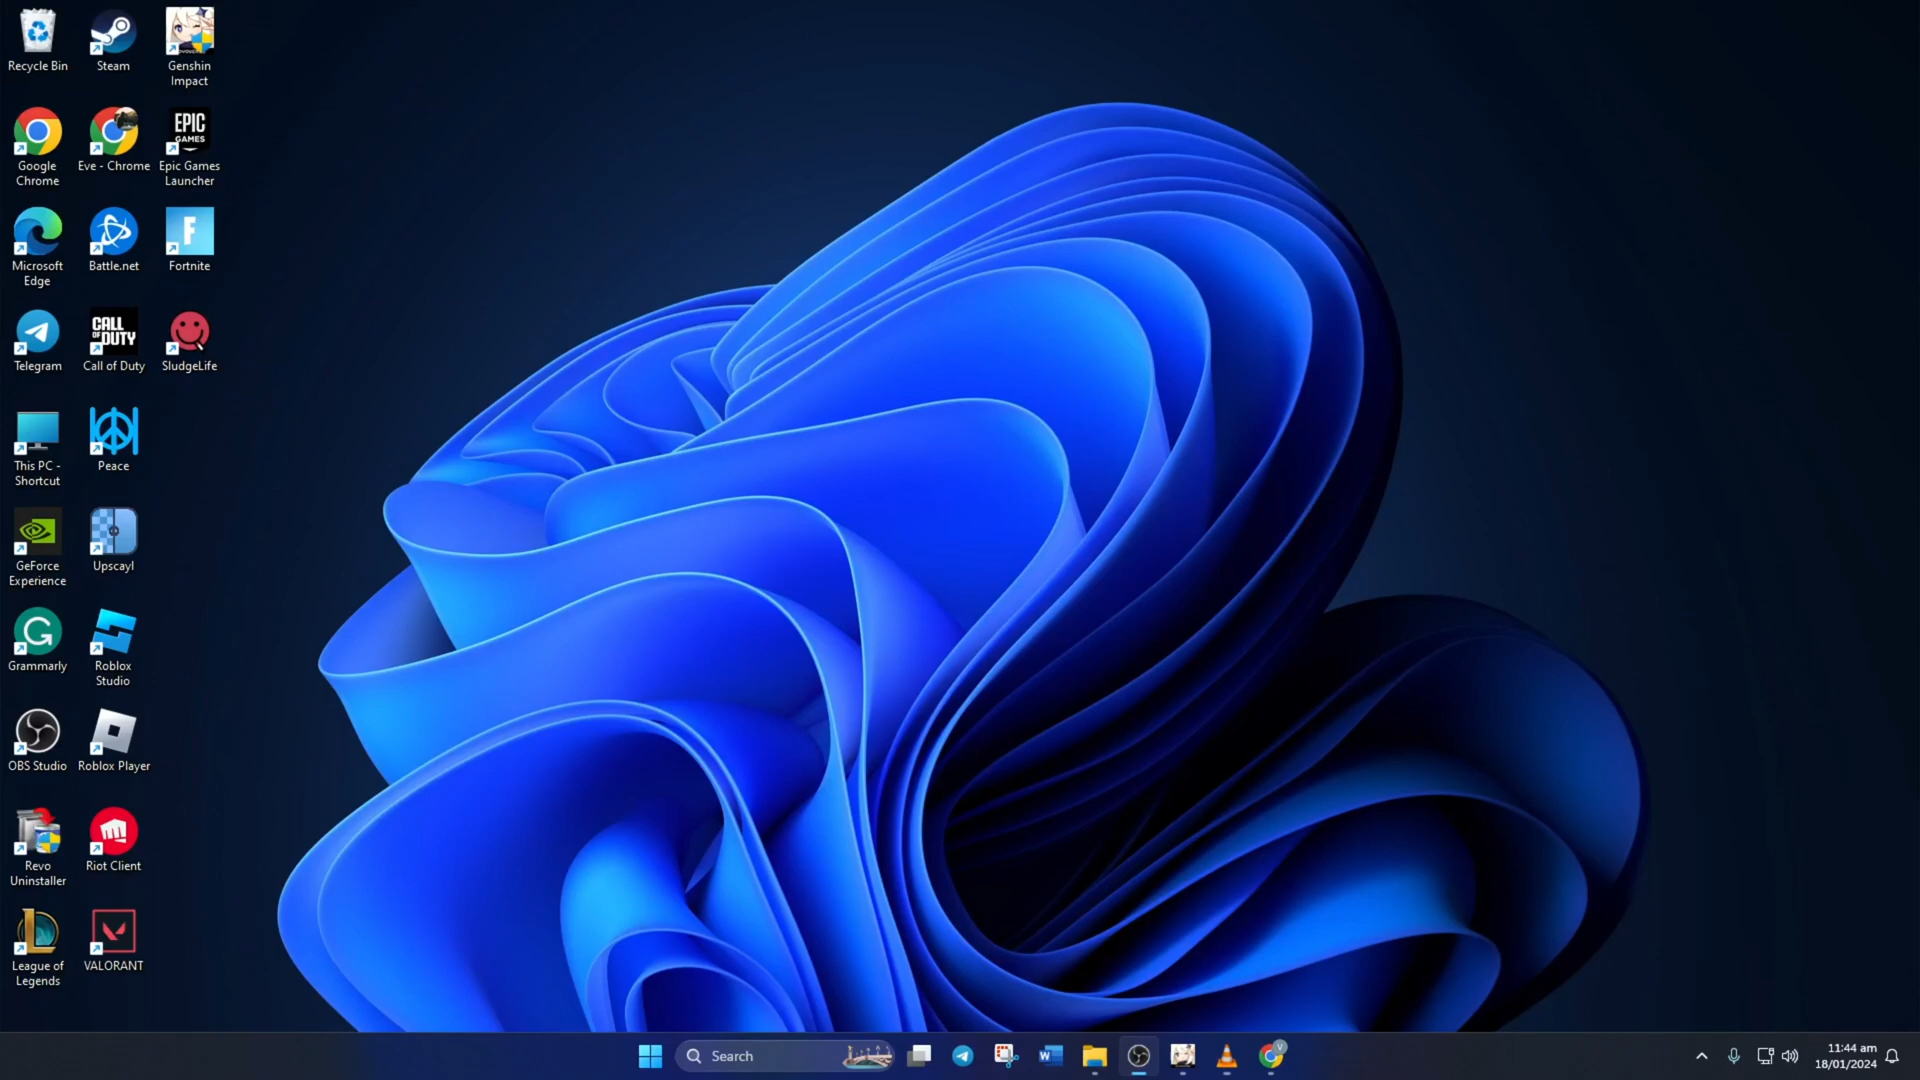 Recycle Bin
Steam
Genshin
Impact
Google
Chrome
Eve - Chrome
EPIC
GAMES
Epic Games
Launcher
Microsoft
Edge
Battle.net
F
Fortnite
Telegram
CALL
OF DUTY
Call of Duty
SludgeLife
This PC -
Shortcut
Peace
GeForce
Experience
Upscayl
G
Grammarly
Roblox
Studio
OBS Studio
Roblox Player
Revo
Uninstaller
Riot Client
L
League of
Legends
VALORANT
Search
W
V
11:44 am
18/01/2024